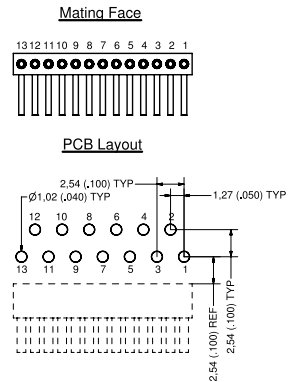 Mating Face
13 12 11 10 9 8 7 6 5 4 3 2 1
PCB Layout
2,54 (.100) TYP
Ø1,02 (.040) TYP
1,27 (.050) TYP
12 10 8 6 4 2
13 11 9 7 5 3 1
2,54 (.100) REF
2,54 (.100) TYP